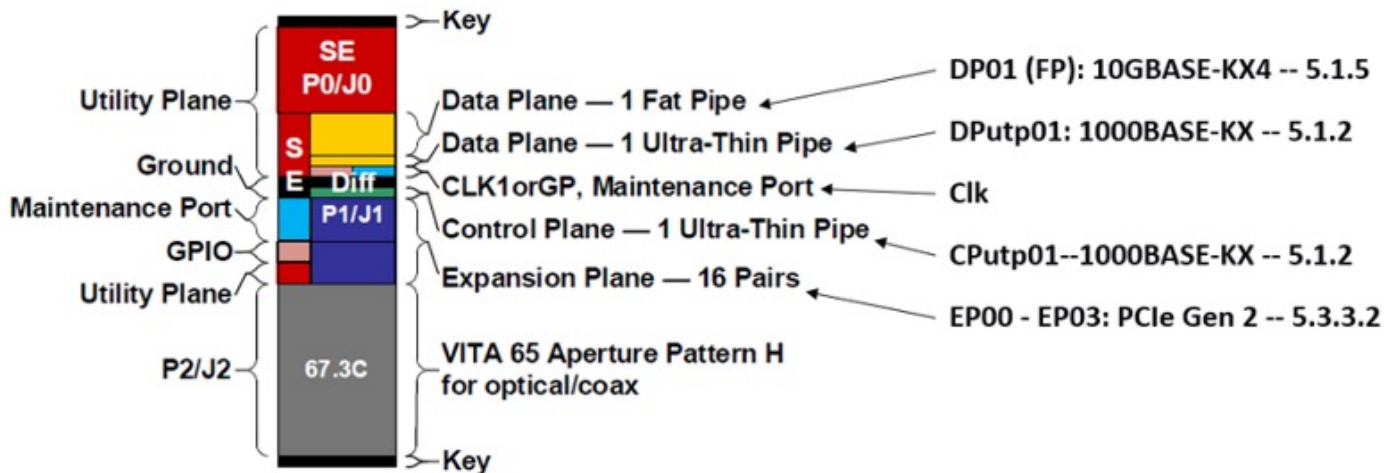 Key
SE
P0/J0
Utility Plane
Data Plane — 1 Fat Pipe
DP01 (FP): 10GBASE-KX4 -- 5.1.5
S
E
Data Plane — 1 Ultra-Thin Pipe
DPutp01: 1000BASE-KX -- 5.1.2
Ground
Diff
CLK1orGP, Maintenance Port
Clk
Maintenance Port
P1/J1
Control Plane — 1 Ultra-Thin Pipe
CPutp01--1000BASE-KX -- 5.1.2
GPIO
Expansion Plane — 16 Pairs
EP00 - EP03: PCIe Gen 2 -- 5.3.3.2
Utility Plane
P2/J2
67.3C
VITA 65 Aperture Pattern H
for optical/coax
Key